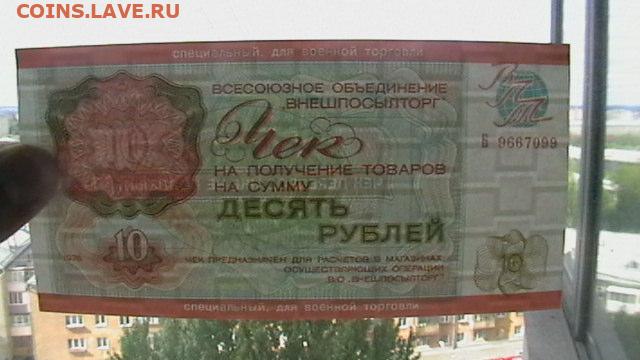 COINS.LAVE.RU
специальный, для военной торговли
ВСЕСОЮЗНОЕ ОБЪЕДИНЕНИЕ
"ВНЕШПОСЫЛТОРГ"
ВПТ
Чек
Б 9667099
НА ПОЛУЧЕНИЕ ТОВАРОВ
НА СУММУ
ДЕСЯТЬ
РУБЛЕЙ
10
1976
ЧЕК ПРЕДНАЗНАЧЕН ДЛЯ РАСЧЕТОВ В МАГАЗИНАХ
ОСУЩЕСТВЛЯЮЩИХ ОПЕРАЦИИ
В/О „ВНЕШПОСЫЛТОРГ"
10
специальный, для военной торговли